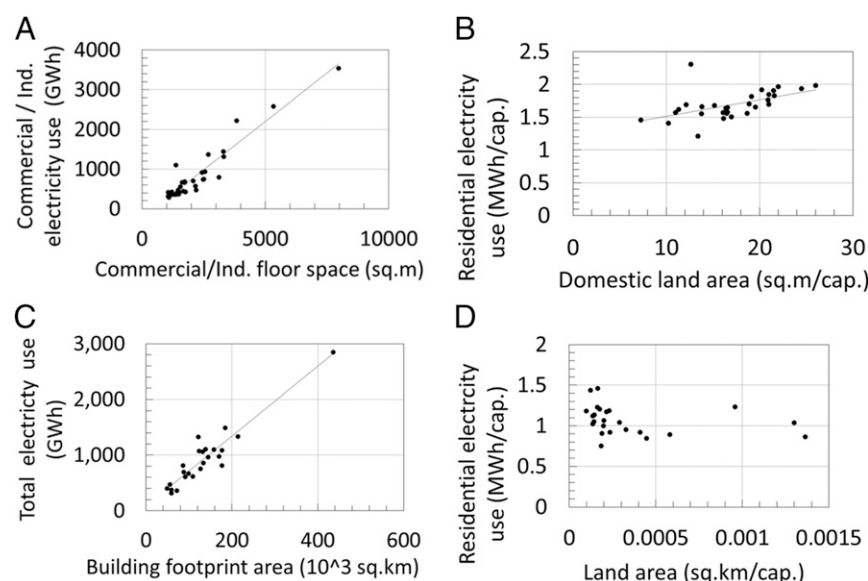 A
Commercial / Ind.
electricity use (GWh)
4000
3000
2000
1000
0
0 5000 10000
Commercial/Ind. floor space (sq.m)
B
Residential electrcity
use (MWh/cap.)
2.5
2
1.5
1
0.5
0
0 10 20 30
Domestic land area (sq.m/cap.)
C
Total electricty use
(GWh)
3,000
2,000
1,000
0
0 200 400 600
Building footprint area (10^3 sq.km)
D
Residential electrcity
use (MWh/cap.)
2
1.5
1
0.5
0
0 0.0005 0.001 0.0015
Land area (sq.km/cap.)